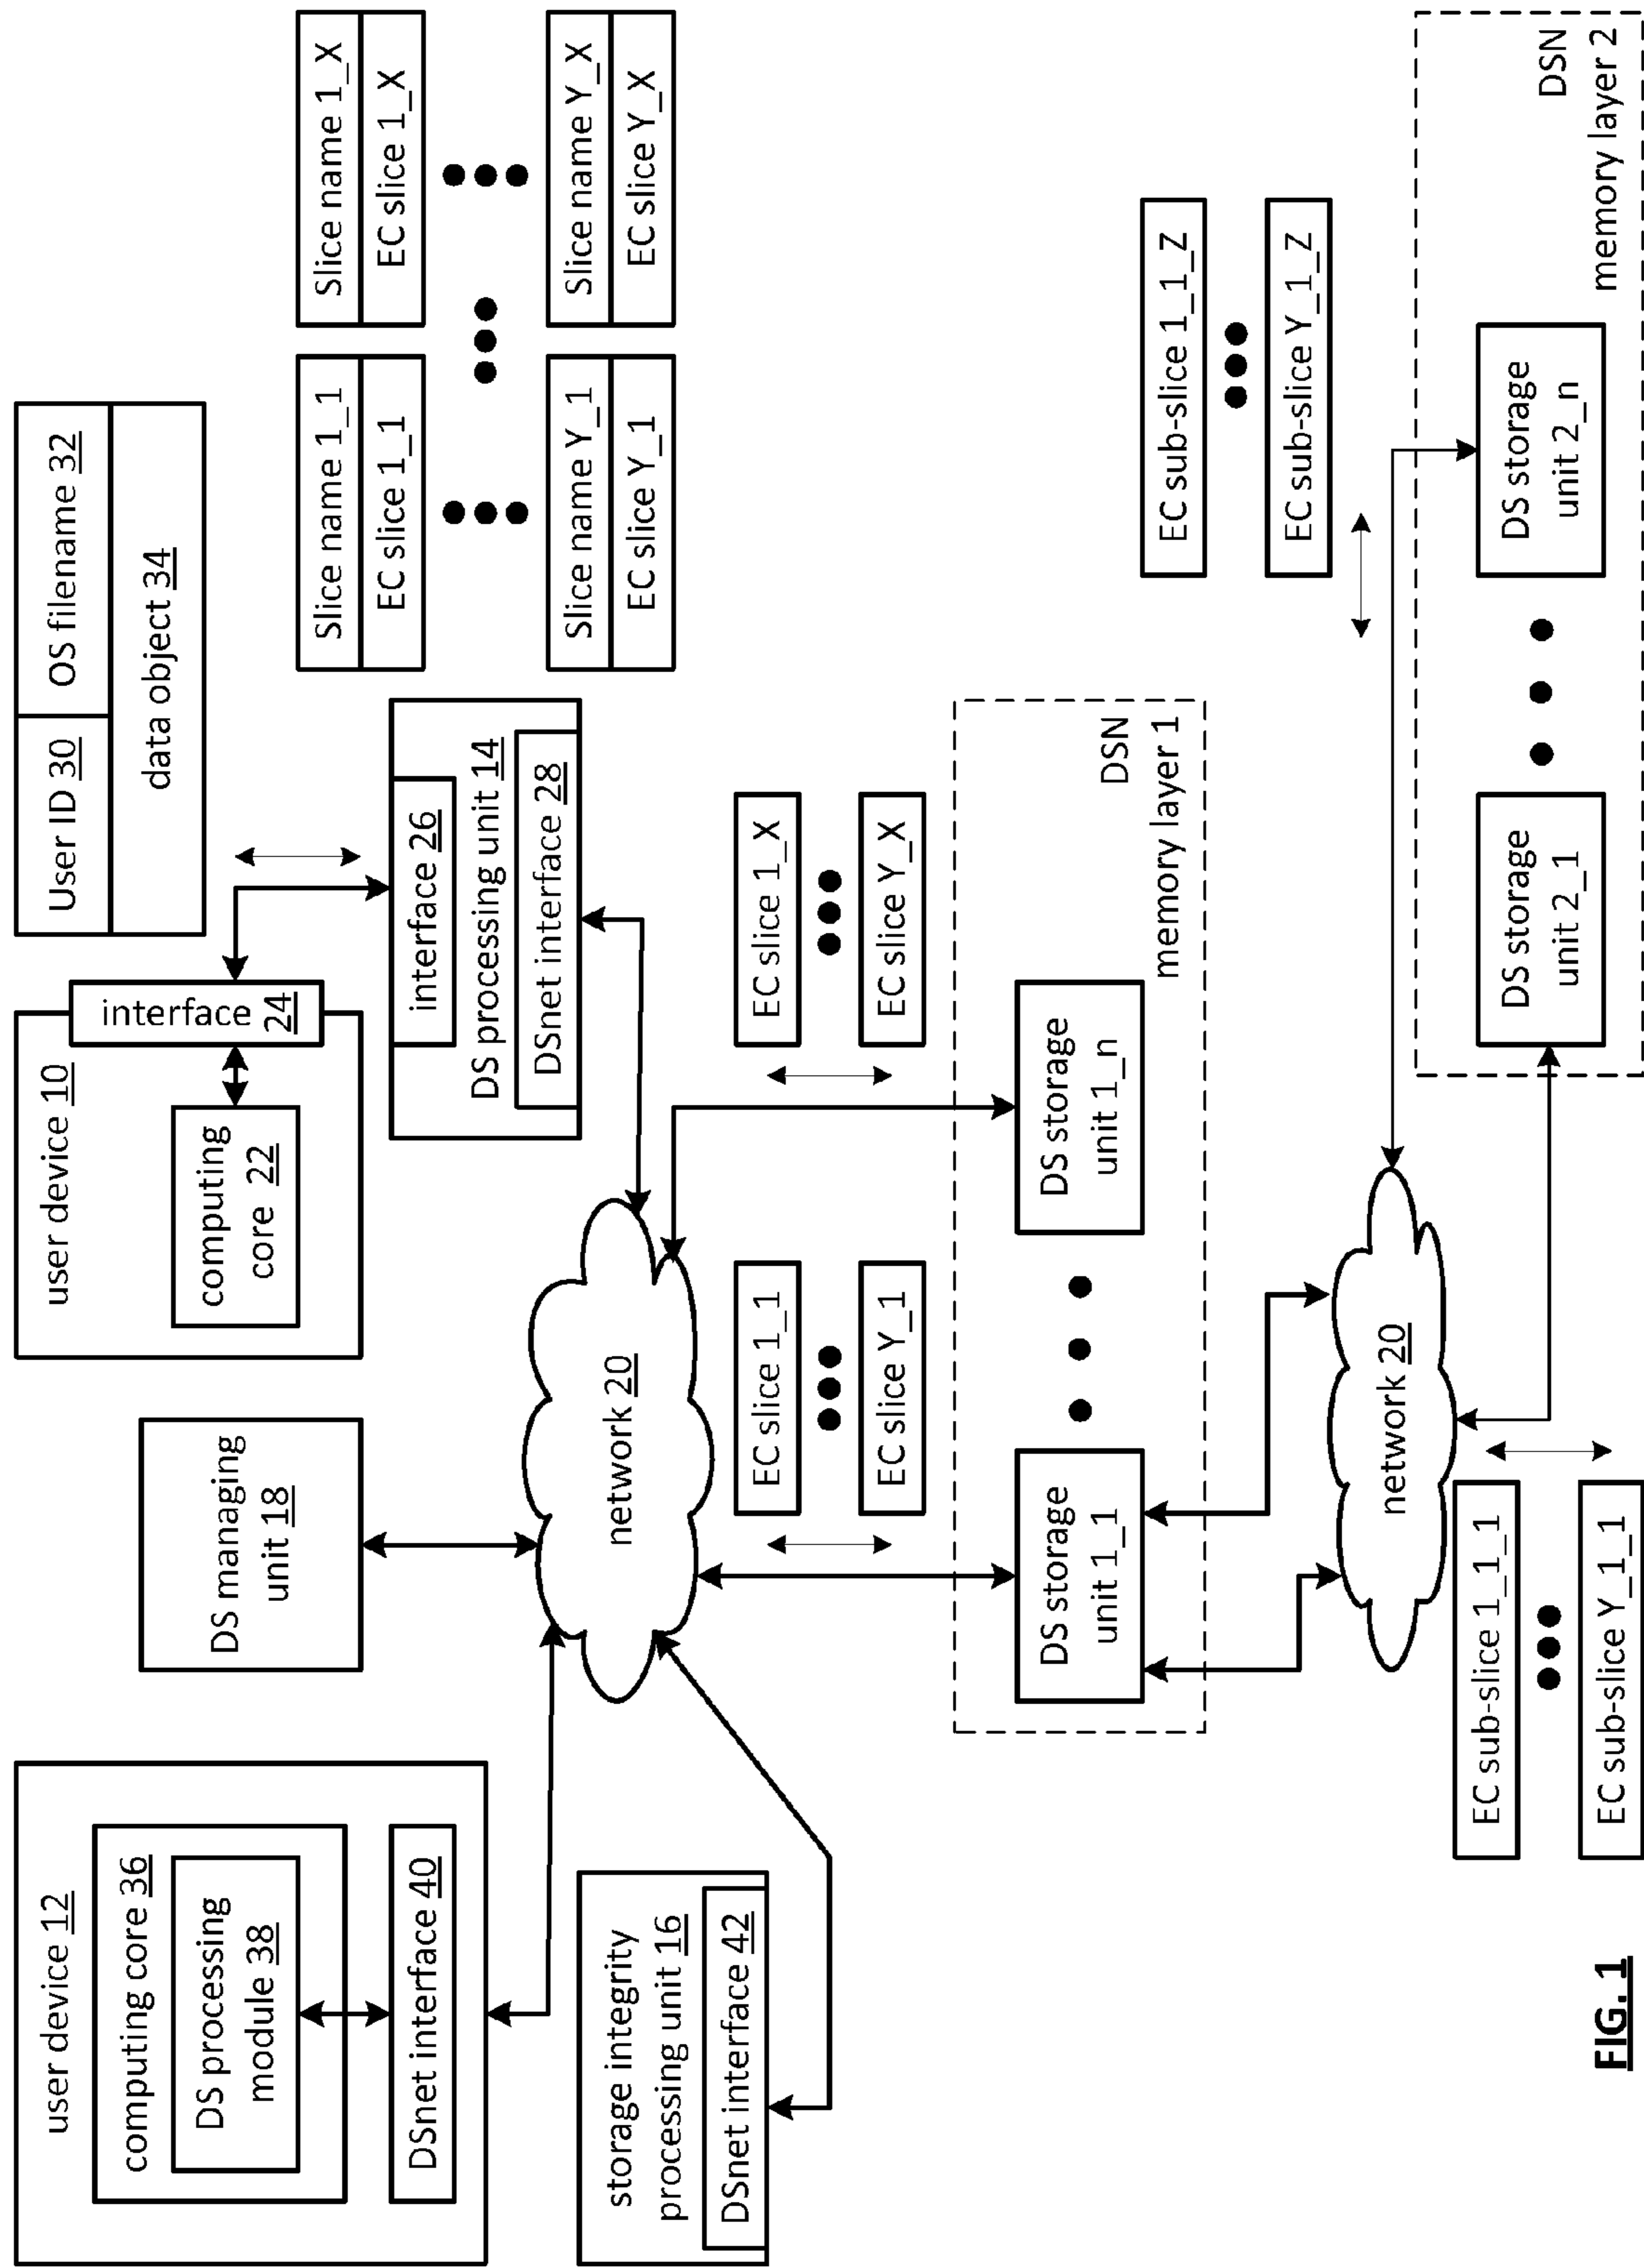 user device 12
computing core 36
DS processing
module 38
DSnet interface 40
DS managing
unit 18
user device 10
computing
core 22
interface 24
User ID 30
OS filename 32
data object 34
storage integrity
processing unit 16
DSnet interface 42
network 20
interface 26
DS processing unit 14
DSnet interface 28
Slice name 1_1
EC slice 1_1
Slice name Y_1
EC slice Y_1
Slice name 1_X
EC slice 1_X
Slice name Y_X
EC slice Y_X
EC slice 1_1
EC slice Y_1
EC slice 1_X
EC slice Y_X
DS storage
unit 1_1
DS storage
unit 1_n
DSN
memory layer 1
network 20
EC sub-slice 1_1_1
EC sub-slice Y_1_1
EC sub-slice 1_1_Z
EC sub-slice Y_1_Z
DS storage
unit 2_1
DS storage
unit 2_n
DSN
memory layer 2
FIG. 1